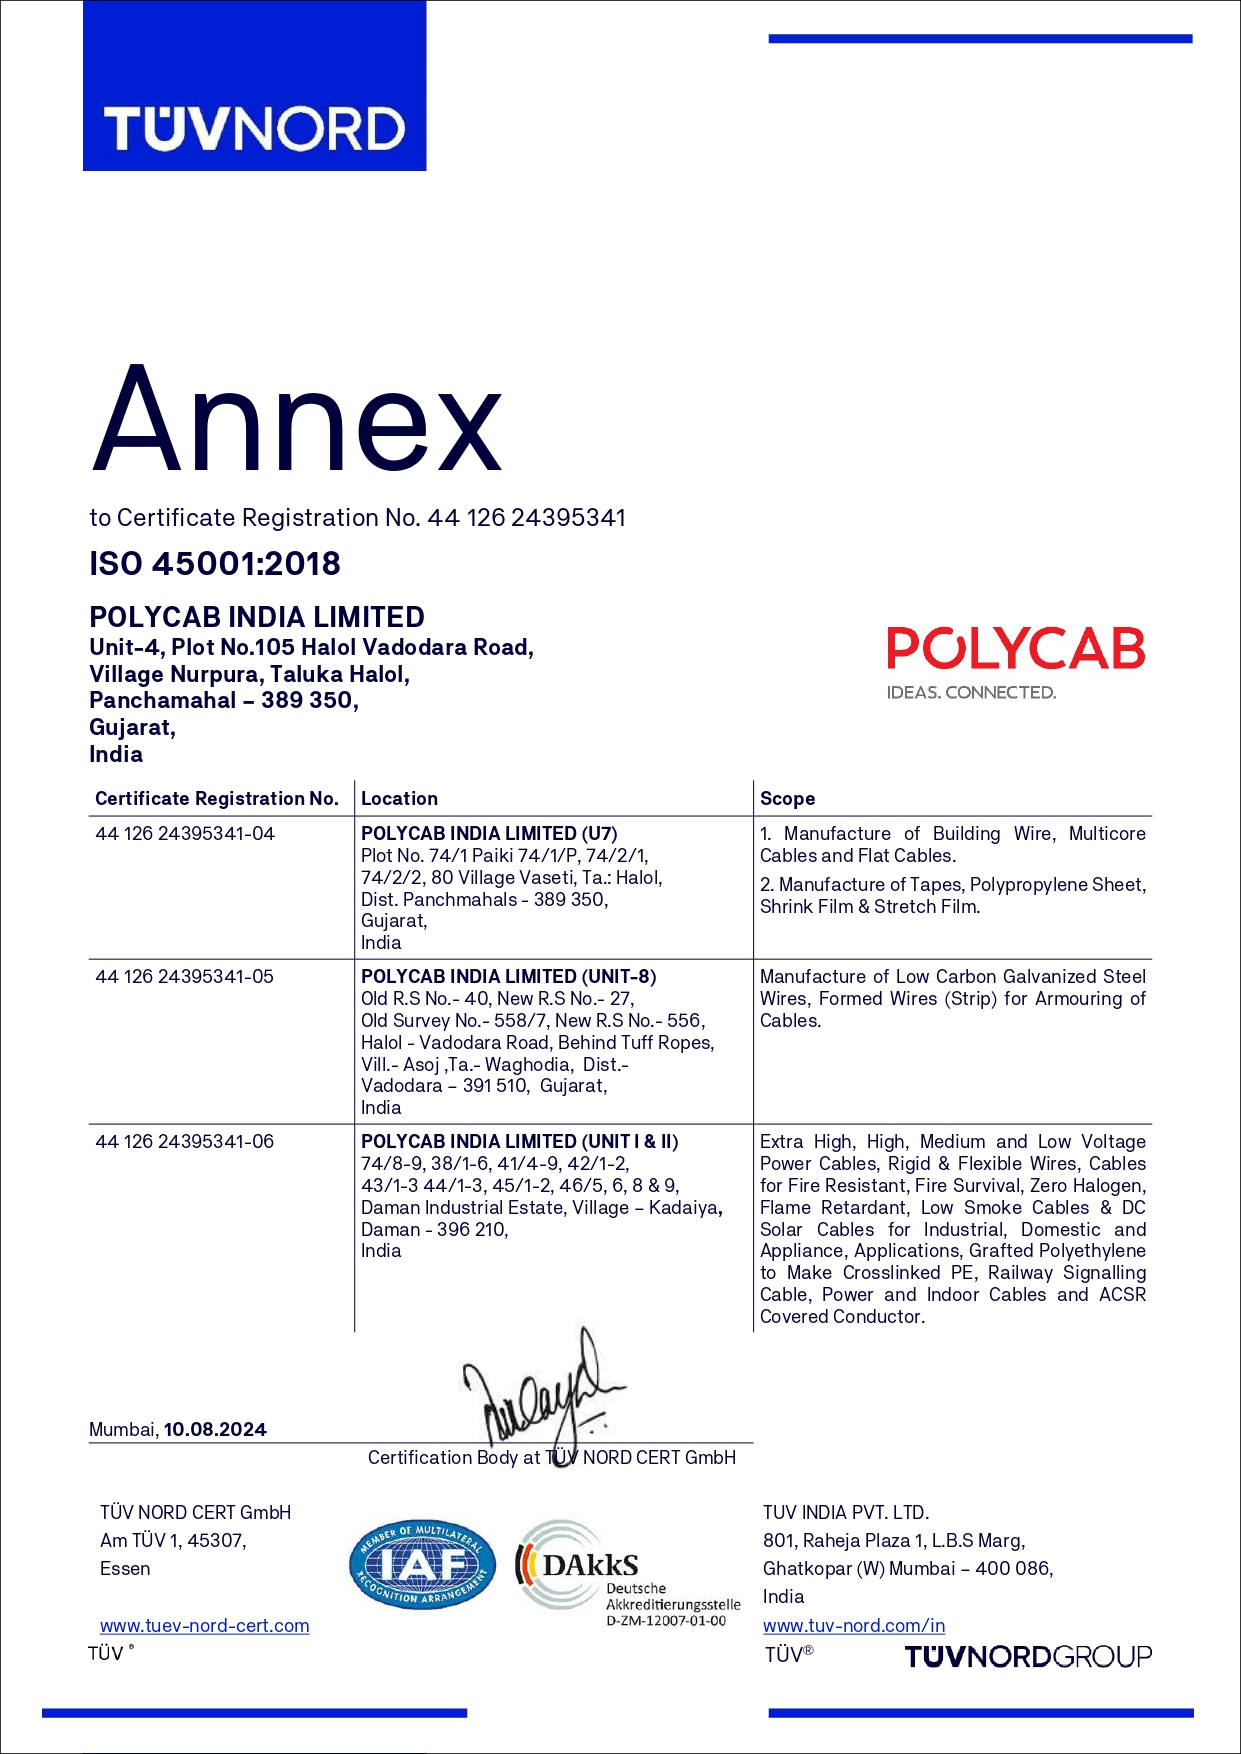 TÜVNORD
Annex
to Certificate Registration No. 44 126 24395341
ISO 45001:2018
POLYCAB INDIA LIMITED
Unit-4, Plot No.105 Halol Vadodara Road,
Village Nurpura, Taluka Halol,
Panchamahal – 389 350,
Gujarat,
India
POLYCAB
IDEAS. CONNECTED.
Certificate Registration No.
Location
Scope
44 126 24395341-04
POLYCAB INDIA LIMITED (U7)
Plot No. 74/1 Paiki 74/1/P, 74/2/1,
74/2/2, 80 Village Vaseti, Ta.: Halol,
Dist. Panchmahals - 389 350,
Gujarat,
India
1. Manufacture of Building Wire, Multicore
Cables and Flat Cables.
2. Manufacture of Tapes, Polypropylene Sheet,
Shrink Film & Stretch Film.
44 126 24395341-05
POLYCAB INDIA LIMITED (UNIT-8)
Old R.S No.- 40, New R.S No.- 27,
Old Survey No.- 558/7, New R.S No.- 556,
Halol - Vadodara Road, Behind Tuff Ropes,
Vill.- Asoj ,Ta.- Waghodia, Dist.-
Vadodara – 391 510, Gujarat,
India
Manufacture of Low Carbon Galvanized Steel
Wires, Formed Wires (Strip) for Armouring of
Cables.
44 126 24395341-06
POLYCAB INDIA LIMITED (UNIT I & II)
74/8-9, 38/1-6, 41/4-9, 42/1-2,
43/1-3 44/1-3, 45/1-2, 46/5, 6, 8 & 9,
Daman Industrial Estate, Village – Kadaiya,
Daman - 396 210,
India
Extra High, High, Medium and Low Voltage
Power Cables, Rigid & Flexible Wires, Cables
for Fire Resistant, Fire Survival, Zero Halogen,
Flame Retardant, Low Smoke Cables & DC
Solar Cables for Industrial, Domestic and
Appliance, Applications, Grafted Polyethylene
to Make Crosslinked PE, Railway Signalling
Cable, Power and Indoor Cables and ACSR
Covered Conductor.
Mumbai, 10.08.2024
Certification Body at TÜV NORD CERT GmbH
TÜV NORD CERT GmbH
Am TÜV 1, 45307,
Essen
www.tuev-nord-cert.com
TÜV ®
MEMBER OF MULTILATERAL
IAF
RECOGNITION ARRANGEMENT
DAkkS
Deutsche
Akkreditierungsstelle
D-ZM-12007-01-00
TUV INDIA PVT. LTD.
801, Raheja Plaza 1, L.B.S Marg,
Ghatkopar (W) Mumbai – 400 086,
India
www.tuv-nord.com/in
TÜV®
TÜVNORDGROUP